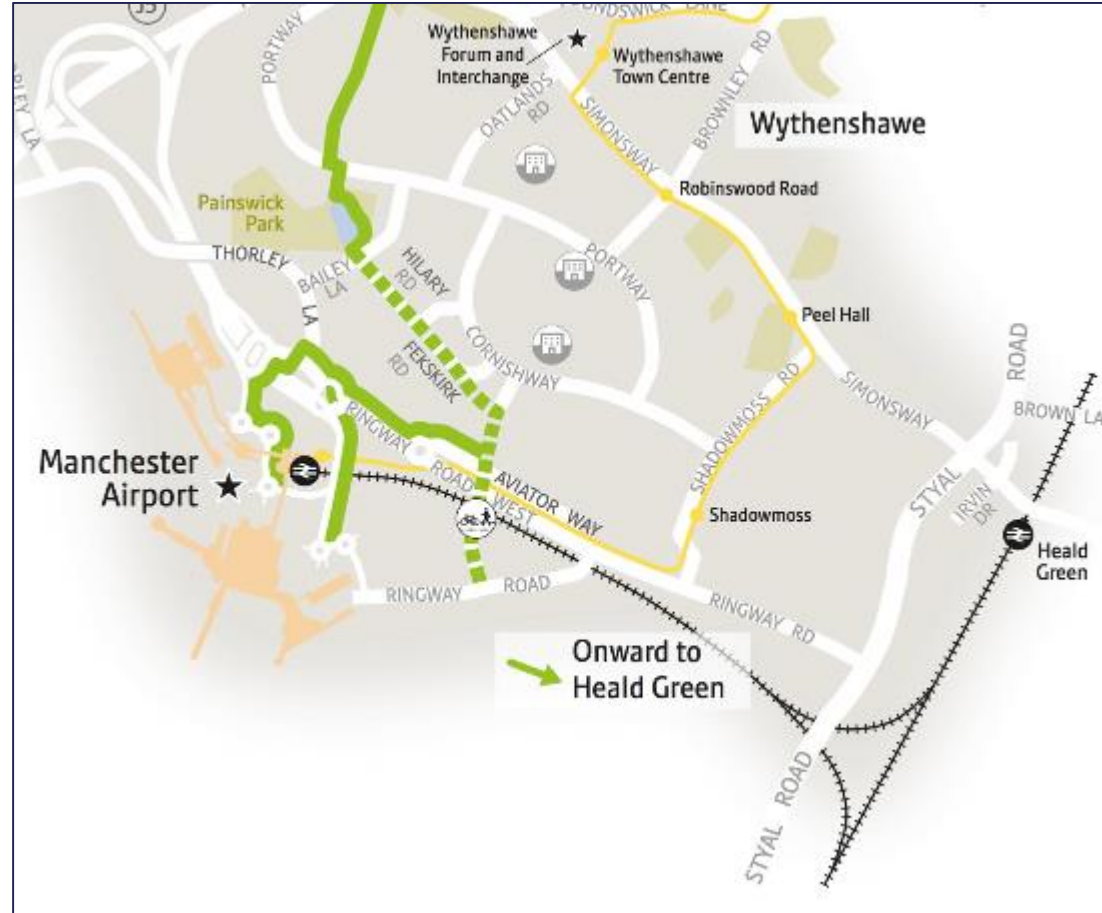 PORTWAY
Wythenshawe
Forum and
Interchange
Wythenshawe
Town Centre
BROWNLEY RD
OATLANDS
RD
SIMONSWAY
Wythenshawe
Robinswood Road
Painswick
Park
THORLEY
LA
BAILEY
LA
HILARY
RD
PORTWAY
Peel Hall
FEKSKIRK
RD
CORNISHWAY
SHADOWMOSS RD
SIMONSWAY
ROAD
BROWN LA
STYAL
IRVIN
DR
Heald
Green
Manchester
Airport
RINGWAY
ROAD
WEST
AVIATOR WAY
Shadowmoss
RINGWAY ROAD
RINGWAY RD
Onward to
Heald Green
STYAL ROAD